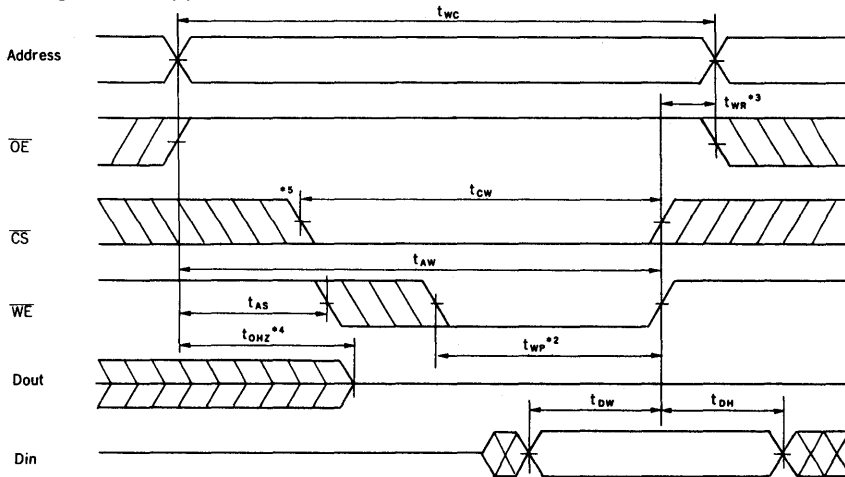 tWC
Address
tWR*3
OE
*5
tCW
CS
tAW
WE
tAS
tOHZ*4
tWP*2
Dout
tDW
tDH
Din